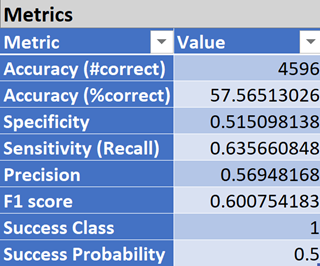 Metrics
Metric Value
Accuracy (#correct) 4596
Accuracy (%correct) 57.56513026
Specificity 0.515098138
Sensitivity (Recall) 0.635660848
Precision 0.56948168
F1 score 0.600754183
Success Class 1
Success Probability 0.5